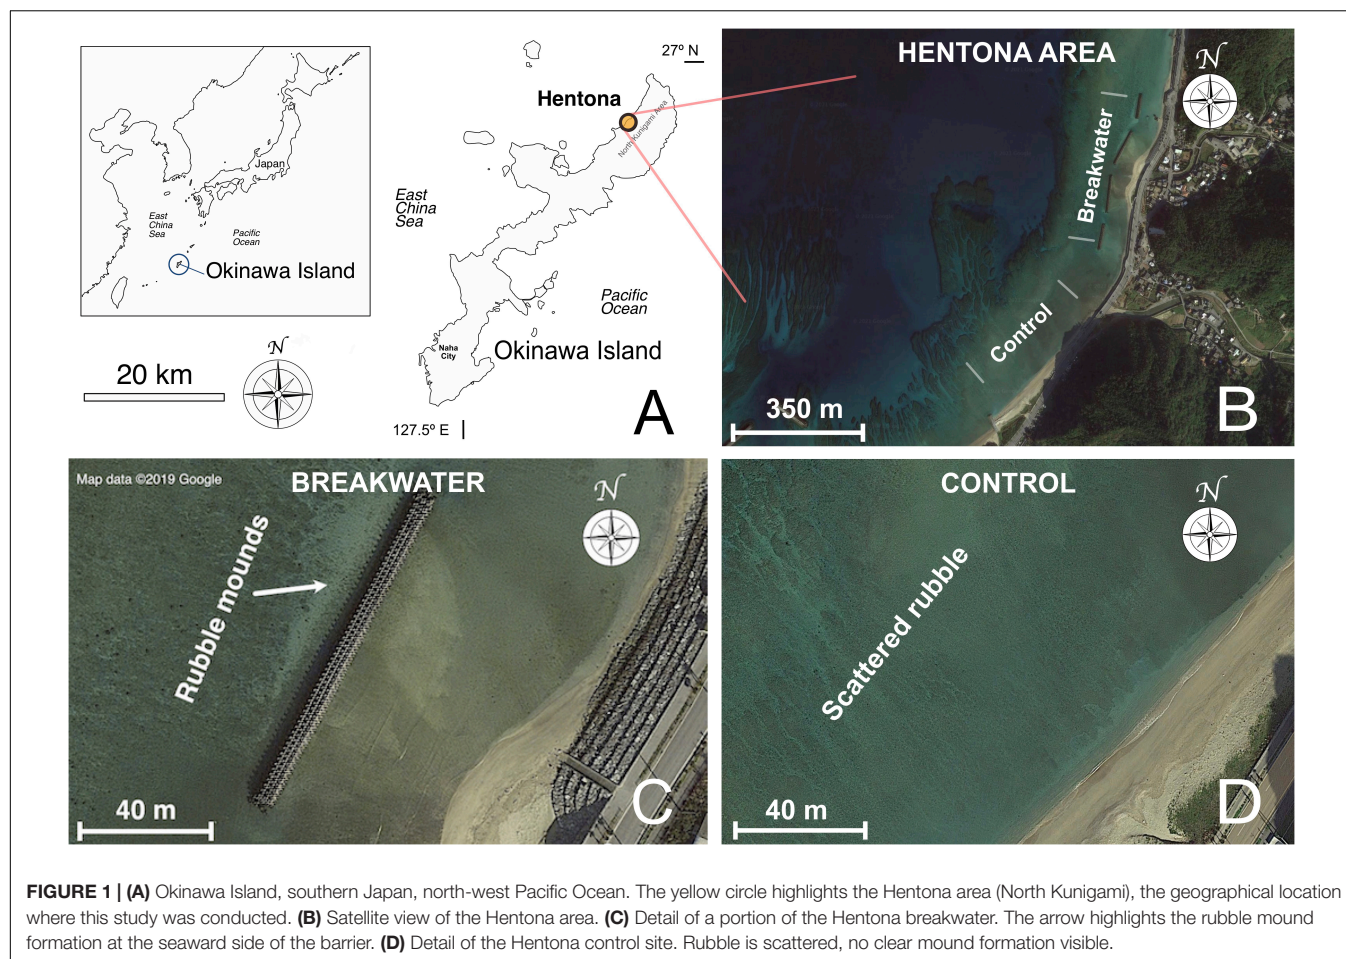 Japan
East
China
Sea
Pacific
Ocean
Okinawa Island
N
20 km
27º N
Hentona
North Kunigami Area
East
China
Sea
Pacific
Ocean
Naha
City
Okinawa Island
127.5º E
A
HENTONA AREA
N
Breakwater
Control
350 m
B
Map data ©2019 Google
BREAKWATER
N
Rubble mounds
40 m
C
CONTROL
N
Scattered rubble
40 m
D
FIGURE 1 | (A) Okinawa Island, southern Japan, north-west Pacific Ocean. The yellow circle highlights the Hentona area (North Kunigami), the geographical location
where this study was conducted. (B) Satellite view of the Hentona area. (C) Detail of a portion of the Hentona breakwater. The arrow highlights the rubble mound
formation at the seaward side of the barrier. (D) Detail of the Hentona control site. Rubble is scattered, no clear mound formation visible.